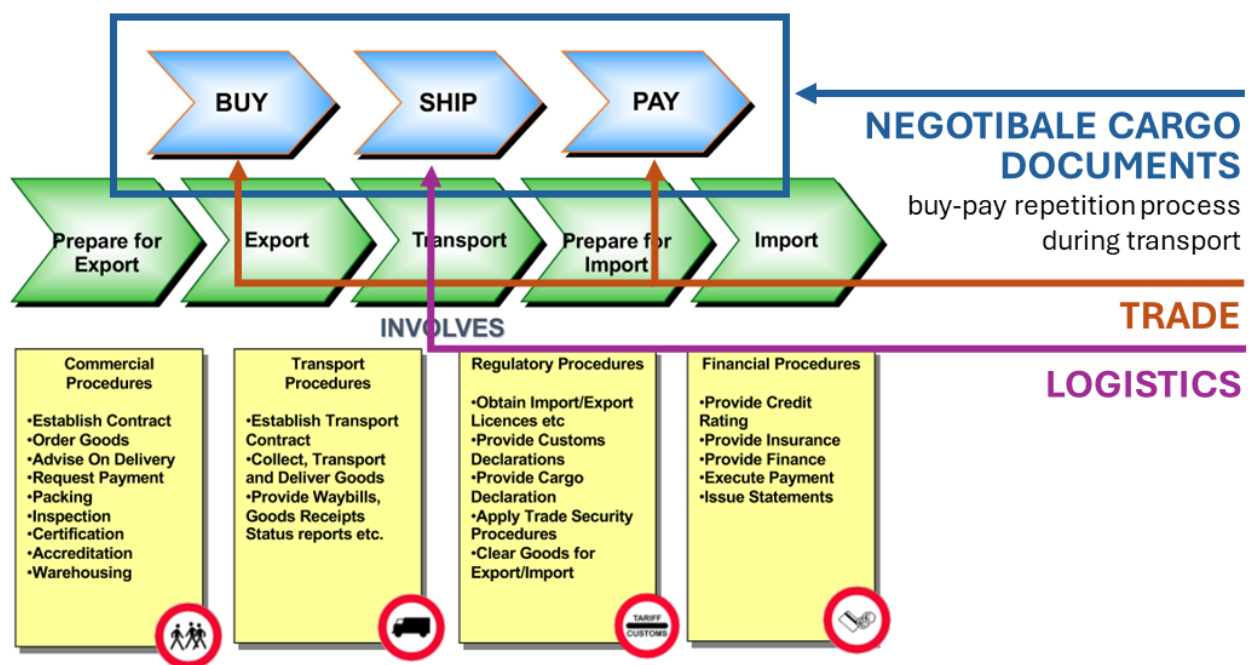 BUY
SHIP
PAY
NEGOTIBALE CARGO
DOCUMENTS
buy-pay repetition process
during transport
Prepare for
Export
Export
Transport
Prepare for
Import
Import
TRADE
INVOLVES
LOGISTICS
Commercial
Procedures
•Establish Contract
•Order Goods
•Advise On Delivery
•Request Payment
•Packing
•Inspection
•Certification
•Accreditation
•Warehousing
Transport
Procedures
•Establish Transport
Contract
•Collect, Transport
and Deliver Goods
•Provide Waybills,
Goods Receipts
Status reports etc.
Regulatory Procedures
•Obtain Import/Export
Licences etc
•Provide Customs
Declarations
•Provide Cargo
Declaration
•Apply Trade Security
Procedures
•Clear Goods for
Export/Import
TARIFF
CUSTOMS
Financial Procedures
•Provide Credit
Rating
•Provide Insurance
•Provide Finance
•Execute Payment
•Issue Statements